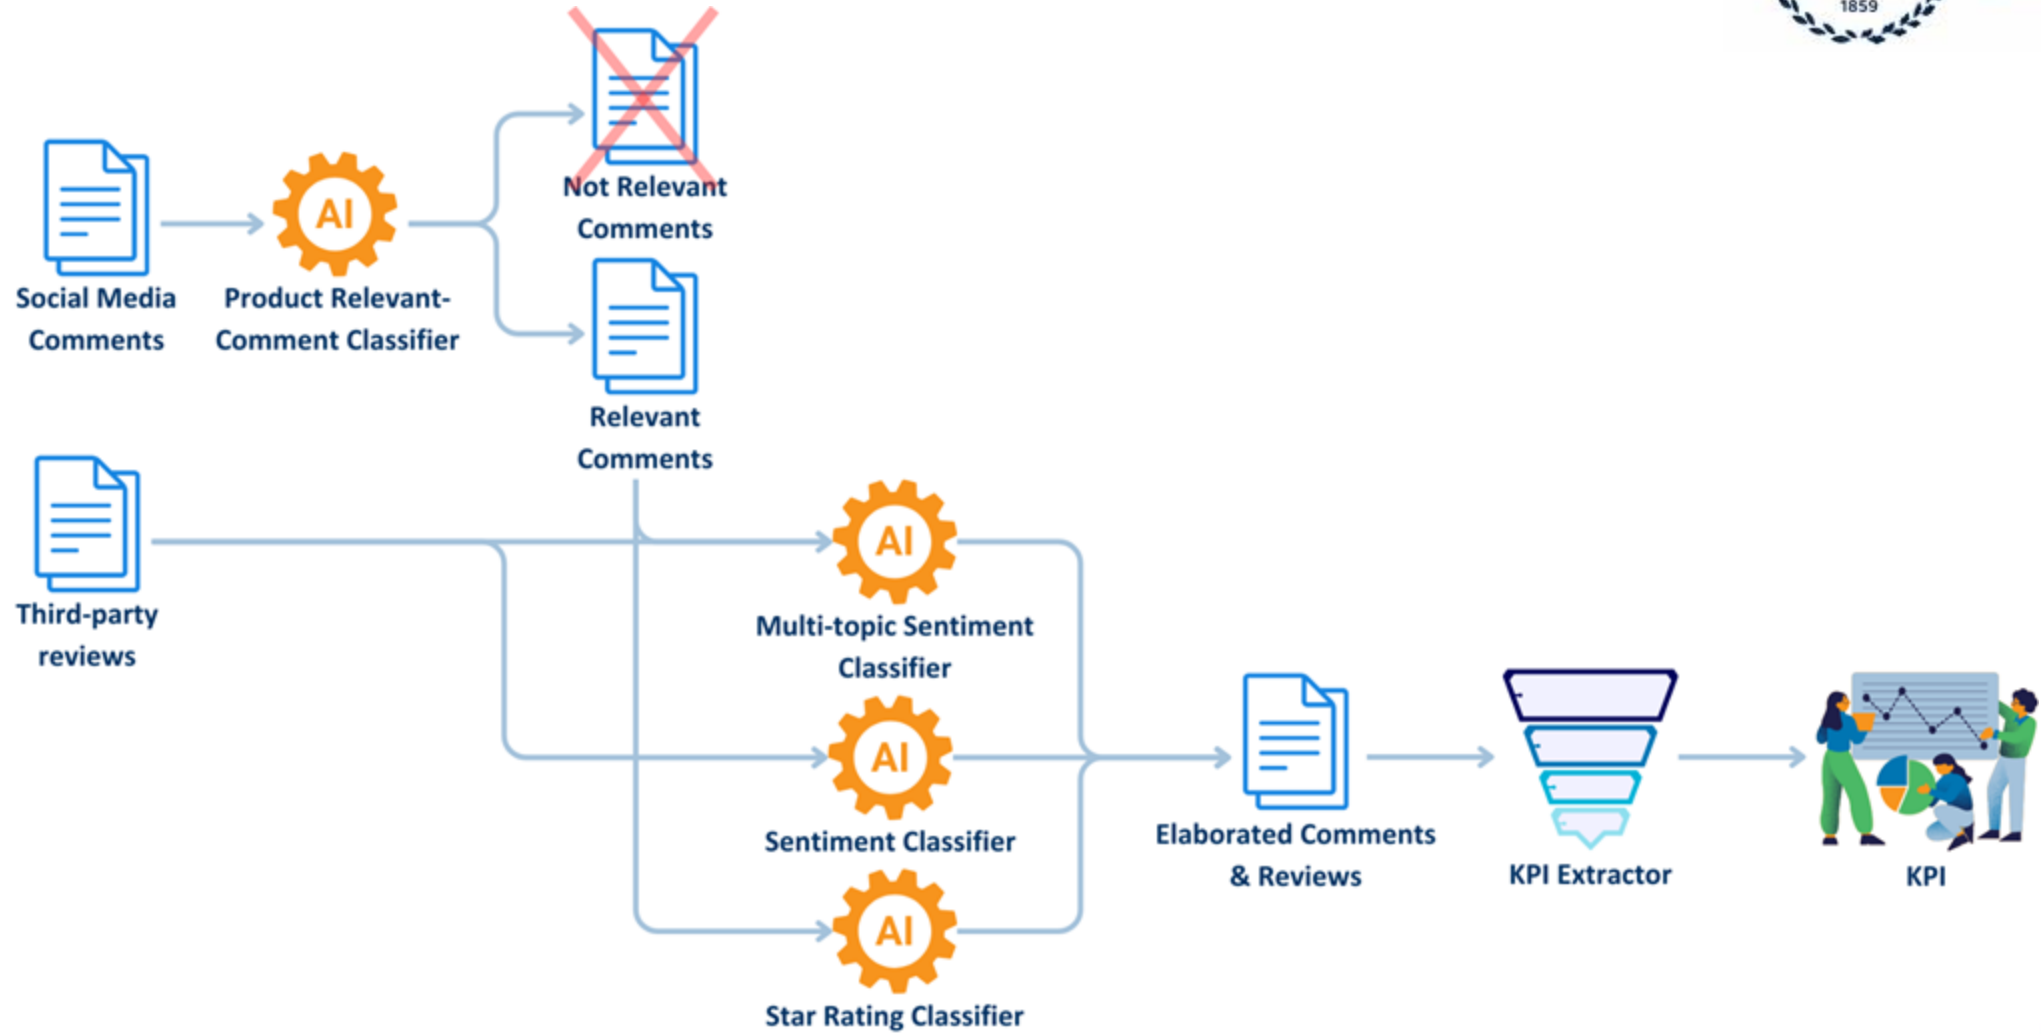 1859
AI
Not Relevant
Comments
Social Media
Comments
Product Relevant-
Comment Classifier
Relevant
Comments
Third-party
reviews
AI
Multi-topic Sentiment
Classifier
AI
Sentiment Classifier
AI
Star Rating Classifier
Elaborated Comments
& Reviews
KPI Extractor
KPI